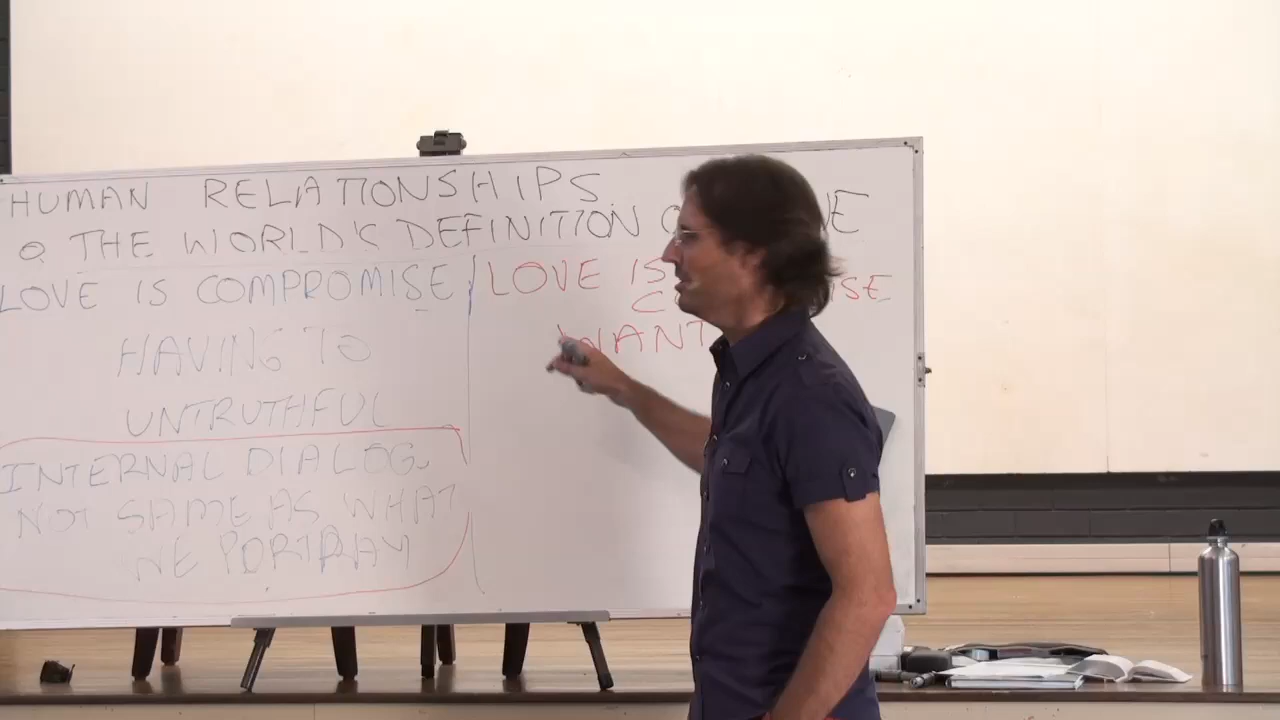 HUMAN RELATIONSHIPS
o THE WORLD'S DEFINITION
LOVE IS COMPROMISE
HAVING TO
UNTRUTHFUL
INTERNAL DIALOG.
NOT SAME AS WHAT
WE PORTRAY
LOVE IS
WANT